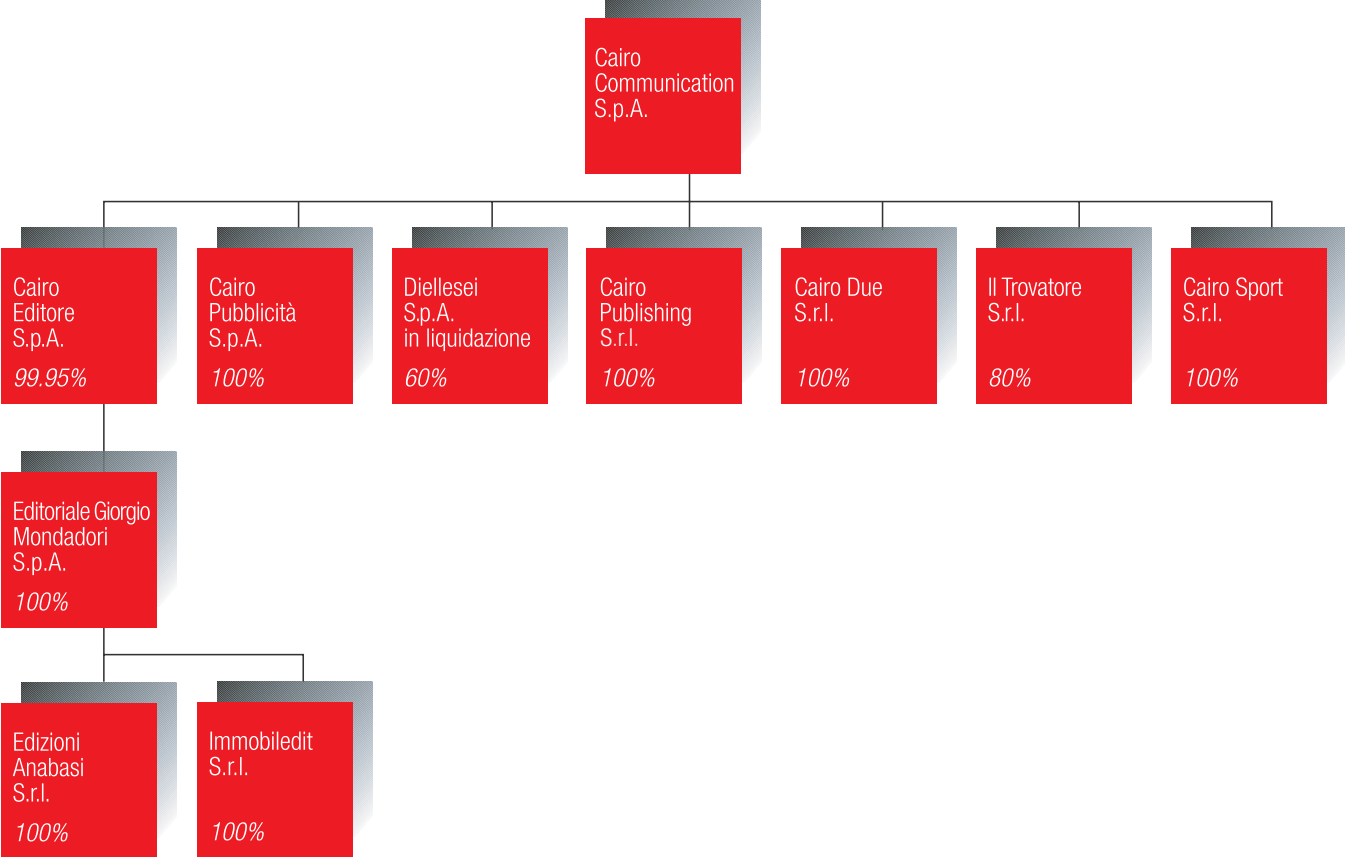 Cairo
Communication
S.p.A.
Cairo
Editore
S.p.A.
99.95%
Cairo
Pubblicità
S.p.A.
100%
Diellesei
S.p.A.
in liquidazione
60%
Cairo
Publishing
S.r.l.
100%
Cairo Due
S.r.l.
100%
Il Trovatore
S.r.l.
80%
Cairo Sport
S.r.l.
100%
Editoriale Giorgio
Mondadori
S.p.A.
100%
Edizioni
Anabasi
S.r.l.
100%
Immobiledit
S.r.l.
100%